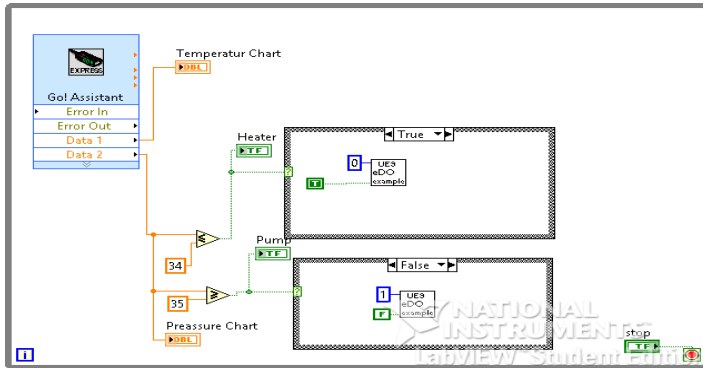 Temperatur Chart
DBL
EXPRESS
Go! Assistant
Error In
Error Out
Data 1
Data 2
Heater
TF
True
?
0
UE9
eDO
example
T
34
Pump
TF
False
?
1
UE9
eDO
example
F
35
Preassure Chart
DBL
NATIONAL
INSTRUMENTS
LabVIEW Student Edition
stop
TF
i